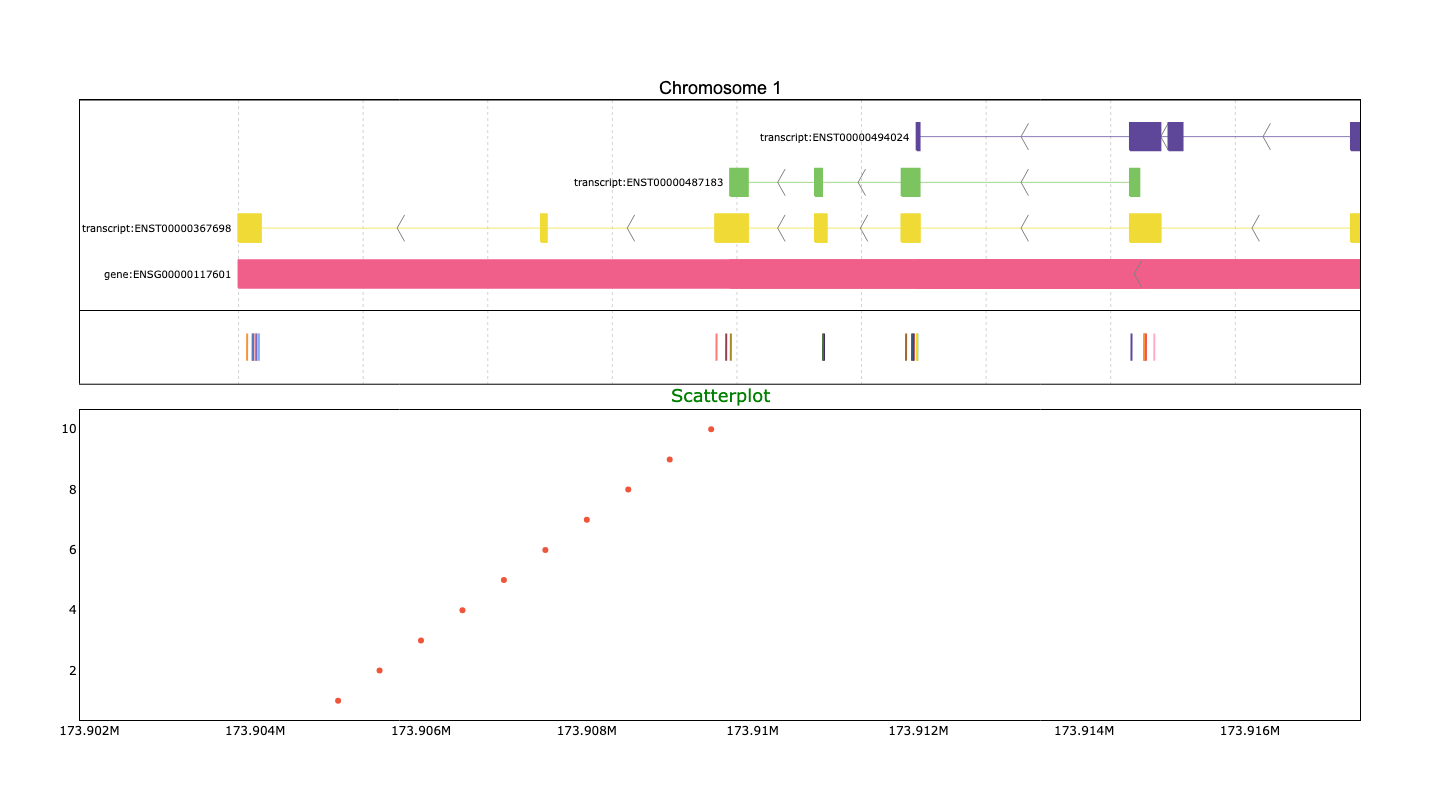 Chromosome 1
transcript:ENST00000494024
transcript:ENST00000487183
transcript:ENST00000367698
gene:ENSG00000117601
Scatterplot
10
8
6
4
2
173.902M 173.904M 173.906M 173.908M 173.91M 173.912M 173.914M 173.916M